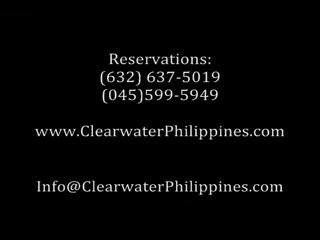 Reservations:
(632) 637-5019
(045)599-5949
www.ClearwaterPhilippines.com
Info@ClearwaterPhilippines.com